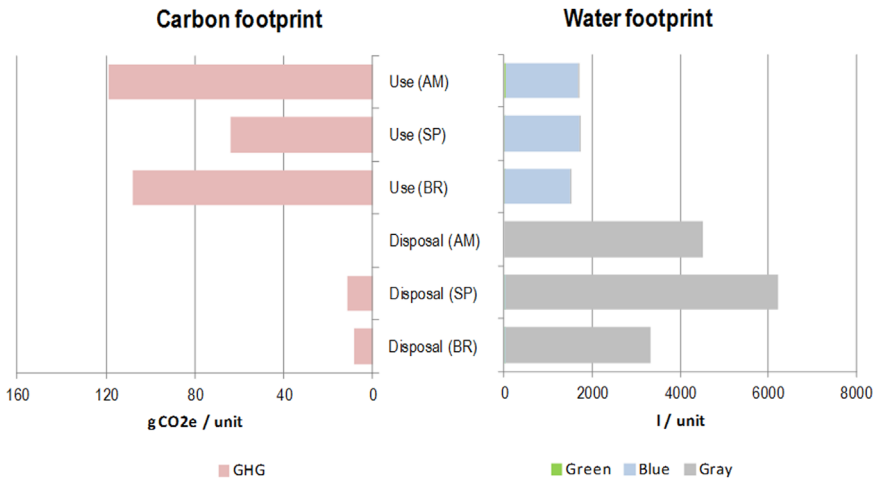 Carbon footprint
Water footprint
Use (AM)
Use (SP)
Use (BR)
Disposal (AM)
Disposal (SP)
Disposal (BR)
160 120 80 40 0
0 2000 4000 6000 8000
gCO2e / unit
l / unit
GHG
Green Blue Gray